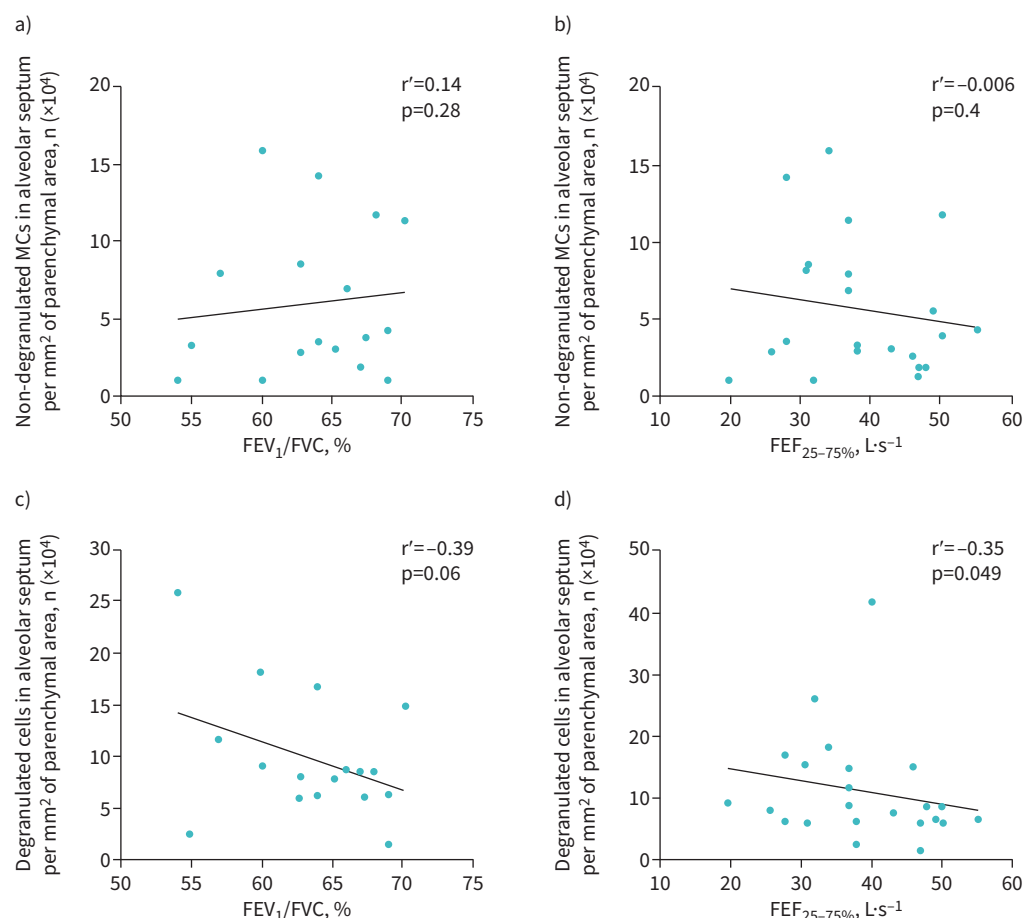 a)
Non-degranulated MCs in alveolar septum
per mm² of parenchymal area, n (×10⁴)
r′=0.14
p=0.28
20
15
10
5
0
50 55 60 65 70 75
FEV₁/FVC, %
b)
Non-degranulated MCs in alveolar septum
per mm² of parenchymal area, n (×10⁴)
r′=–0.006
p=0.4
20
15
10
5
0
10 20 30 40 50 60
FEF₂₅₋₇₅%, L·s⁻¹
c)
Degranulated cells in alveolar septum
per mm² of parenchymal area, n (×10⁴)
r′=–0.39
p=0.06
30
25
20
15
10
5
0
50 55 60 65 70 75
FEV₁/FVC, %
d)
Degranulated cells in alveolar septum
per mm² of parenchymal area, n (×10⁴)
r′=–0.35
p=0.049
50
40
30
20
10
0
10 20 30 40 50 60
FEF₂₅₋₇₅%, L·s⁻¹